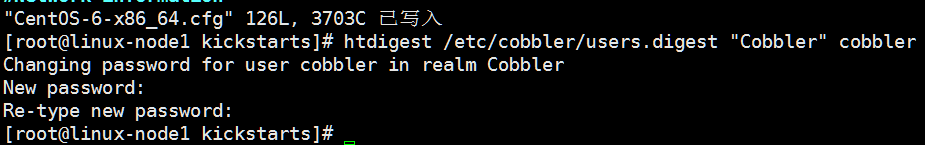 "CentOS-6-x86_64.cfg" 126L, 3703C 已写入
[root@linux-node1 kickstarts]# htdigest /etc/cobbler/users.digest "Cobbler" cobbler
Changing password for user cobbler in realm Cobbler
New password:
Re-type new password:
[root@linux-node1 kickstarts]#